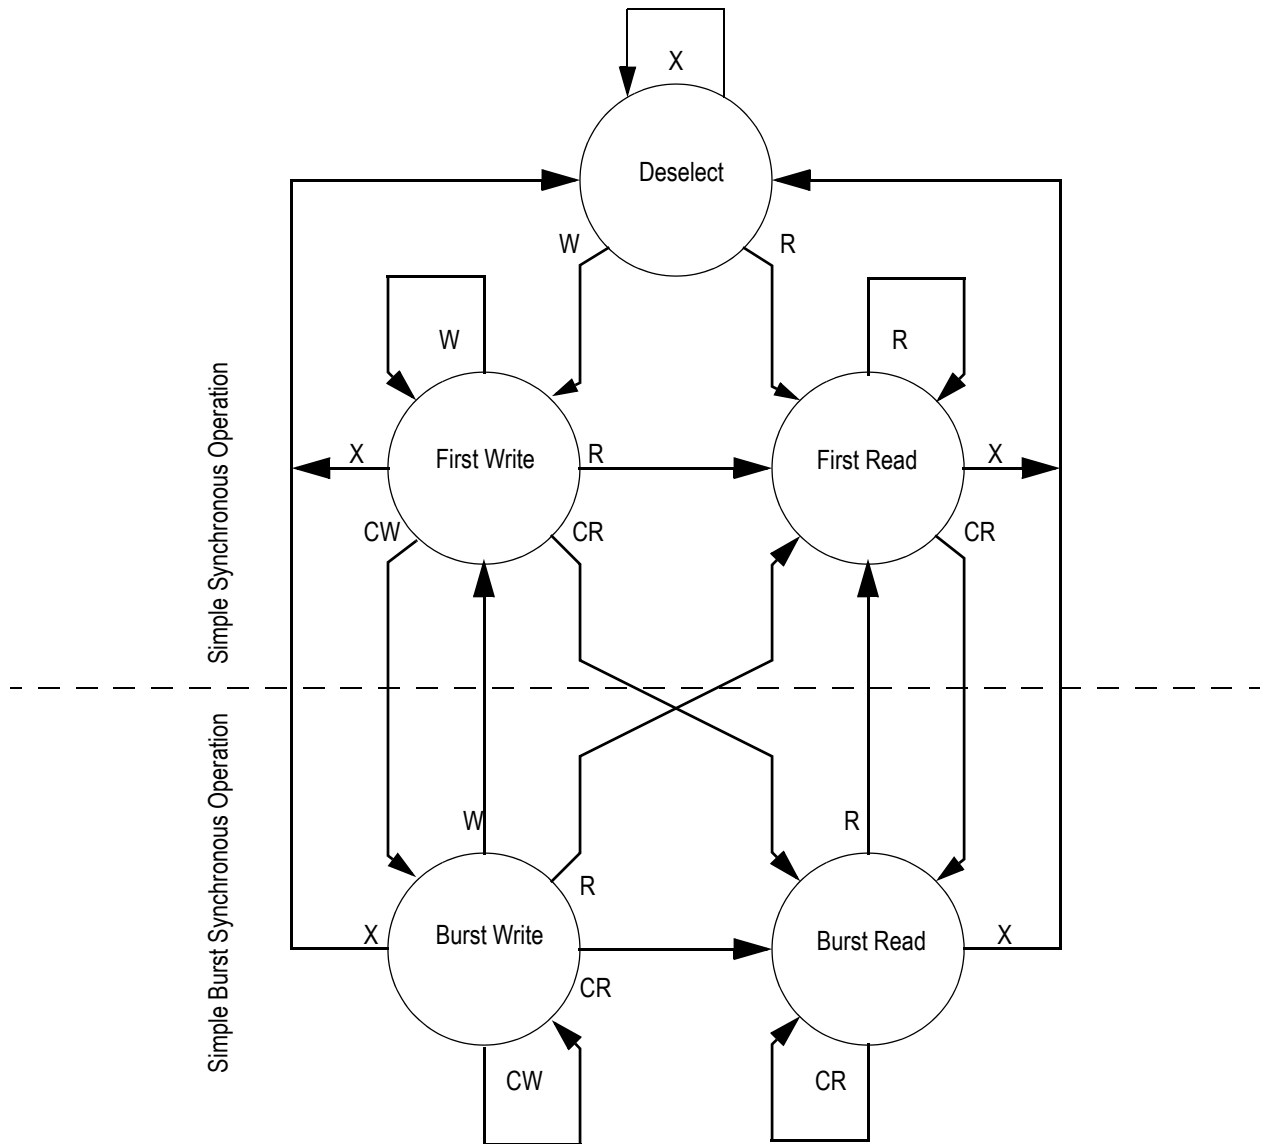 X
Deselect
W
R
W
R
Simple Synchronous Operation
X
First Write
R
First Read
X
CW
CR
CR
Simple Burst Synchronous Operation
W
R
R
X
Burst Write
Burst Read
X
CR
CW
CR